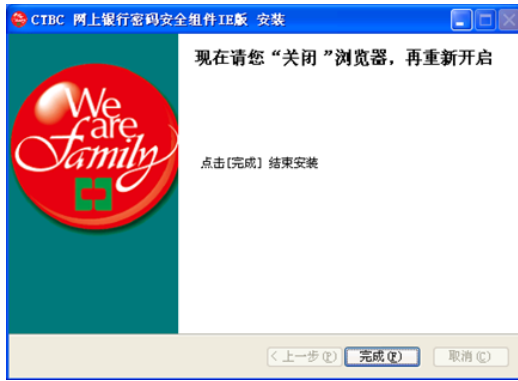 CTBC 网上银行密码安全组件IE版 安装
现在请您“关闭”浏览器，再重新开启
We
are
Family
点击[完成] 结束安装
< 上一步(P)
完成(F)
取消(C)